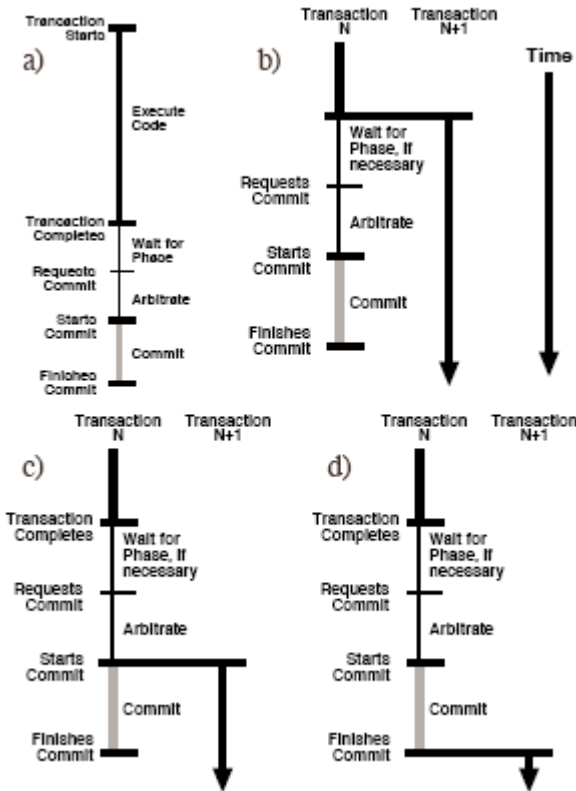 Transaction
Starts
a)
Execute
Code
Transaction
Completes
Wait for
Phase
Requests
Commit
Arbitrate
Starts
Commit
Commit
Finishes
Commit
Transaction
N
Transaction
N+1
b)
Time
Wait for
Phase, If
necessary
Requests
Commit
Arbitrate
Starts
Commit
Commit
Finishes
Commit
Transaction
N
Transaction
N+1
c)
Transaction
Completes
Wait for
Phase, If
necessary
Requests
Commit
Arbitrate
Starts
Commit
Commit
Finishes
Commit
Transaction
N
Transaction
N+1
d)
Transaction
Completes
Wait for
Phase, If
necessary
Requests
Commit
Arbitrate
Starts
Commit
Commit
Finishes
Commit